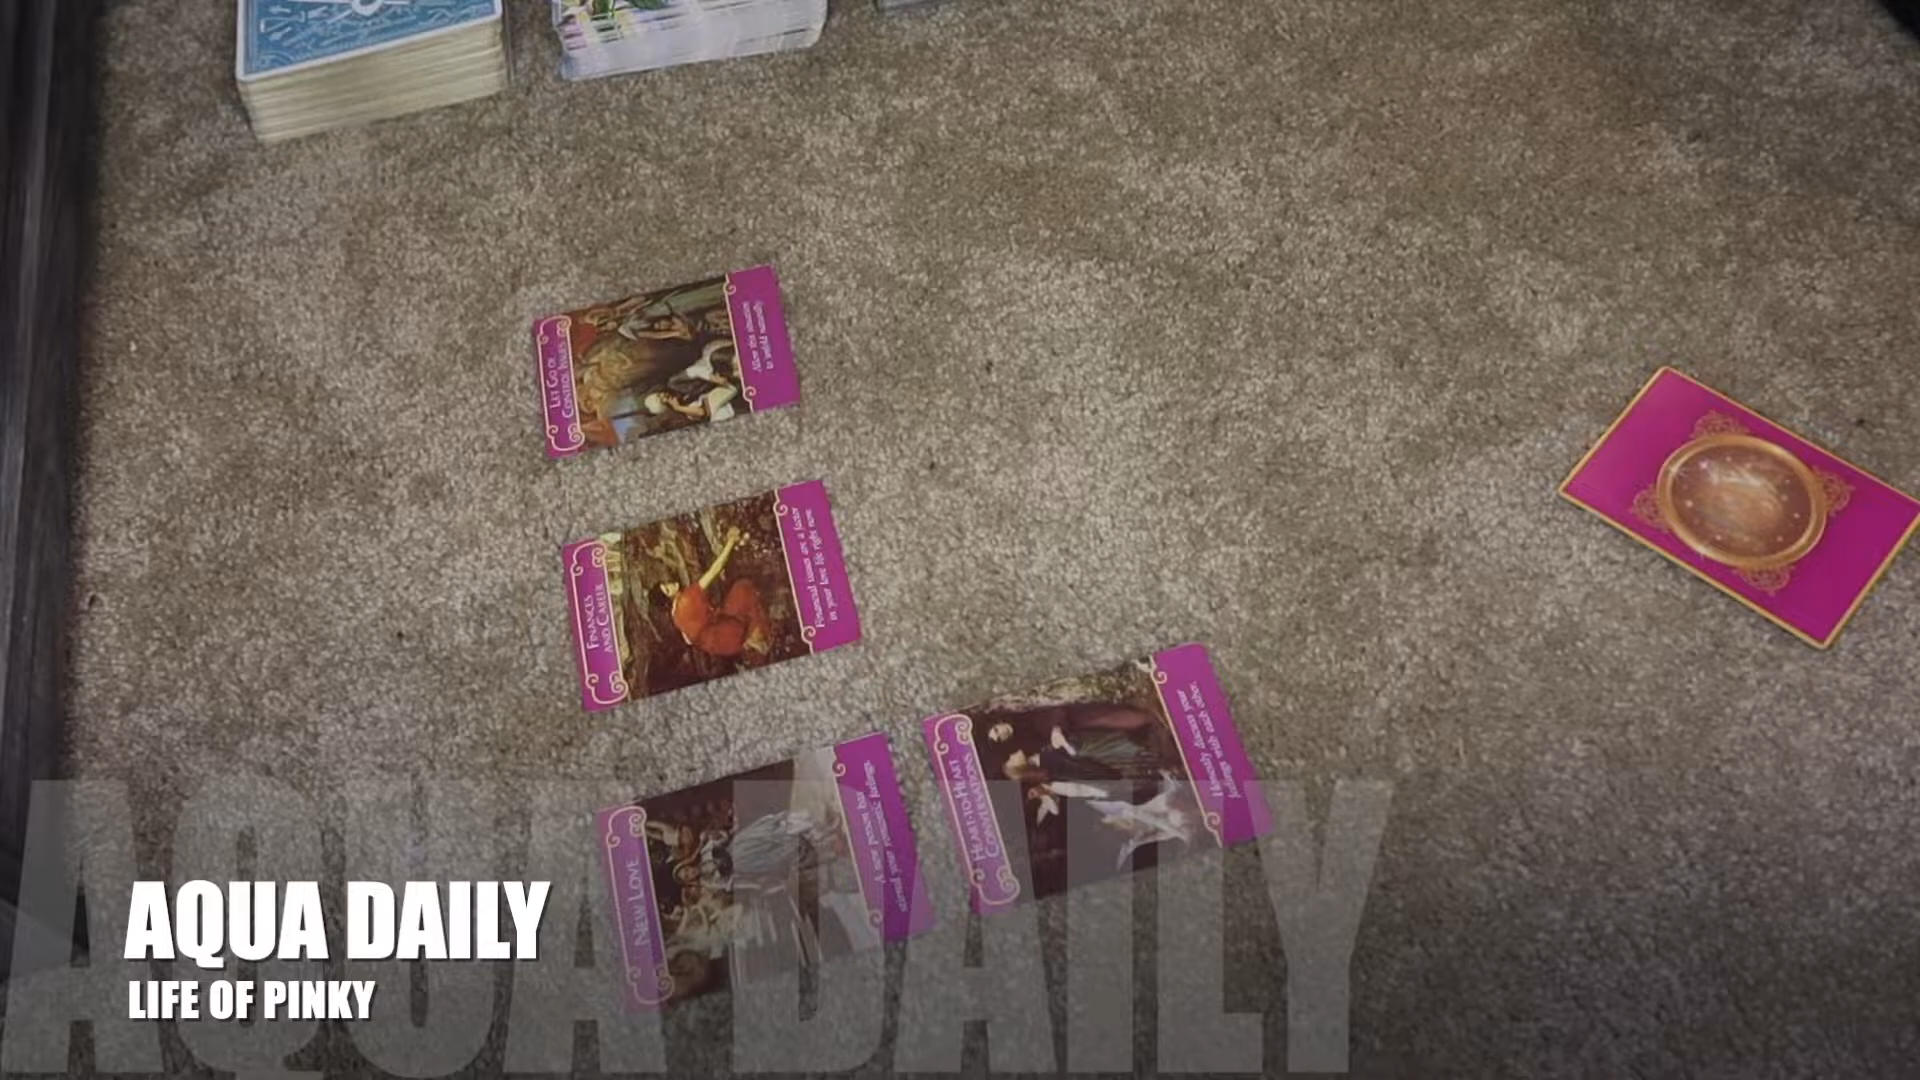 LET GO OF
CONTROL ISSUES
Allow this situation
to unfold naturally
FINANCES
AND CAREER
Financial issues are a factor
in your love life right now
NEW LOVE
A new person has
stirred your romantic feelings.
HEART-TO-HEART
CONVERSATIONS
Honestly discuss your
feelings with each other.
AQUA DAILY
AQUA DAILY
LIFE OF PINKY